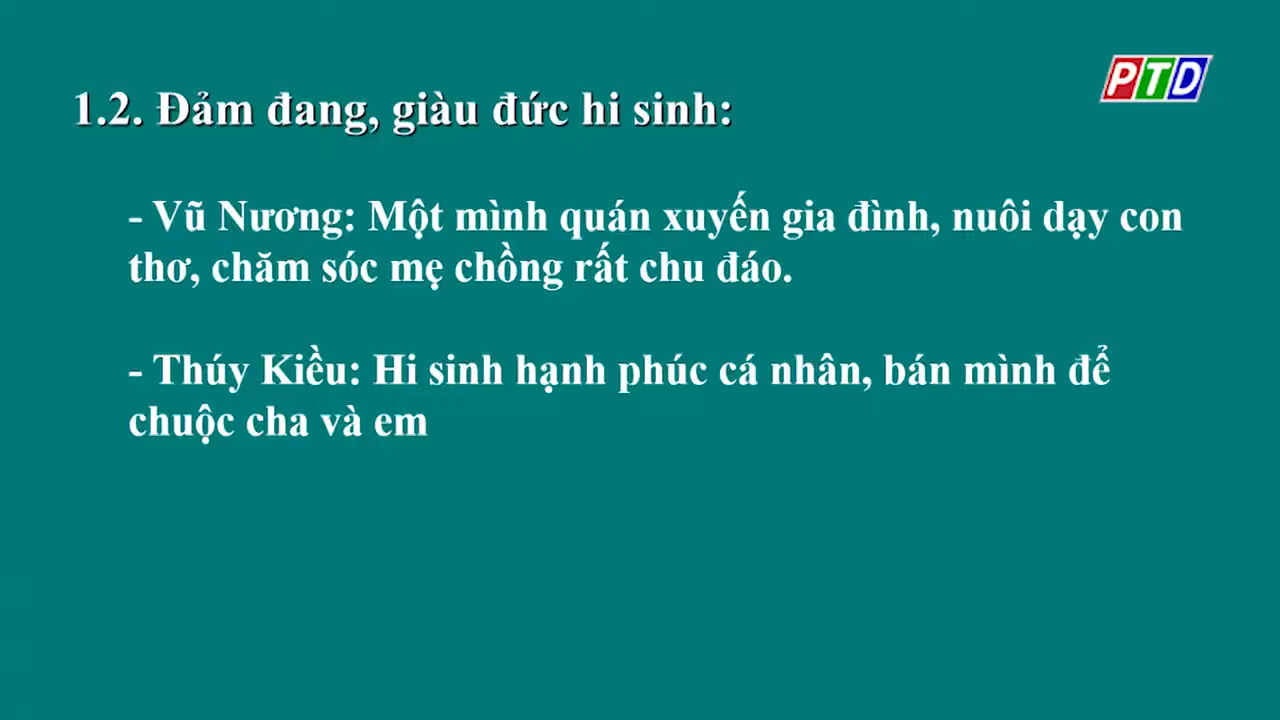 PTD
1.2. Đảm đang, giàu đức hi sinh:
- Vũ Nương: Một mình quán xuyến gia đình, nuôi dạy con
thơ, chăm sóc mẹ chồng rất chu đáo.
- Thúy Kiều: Hi sinh hạnh phúc cá nhân, bán mình để
chuộc cha và em